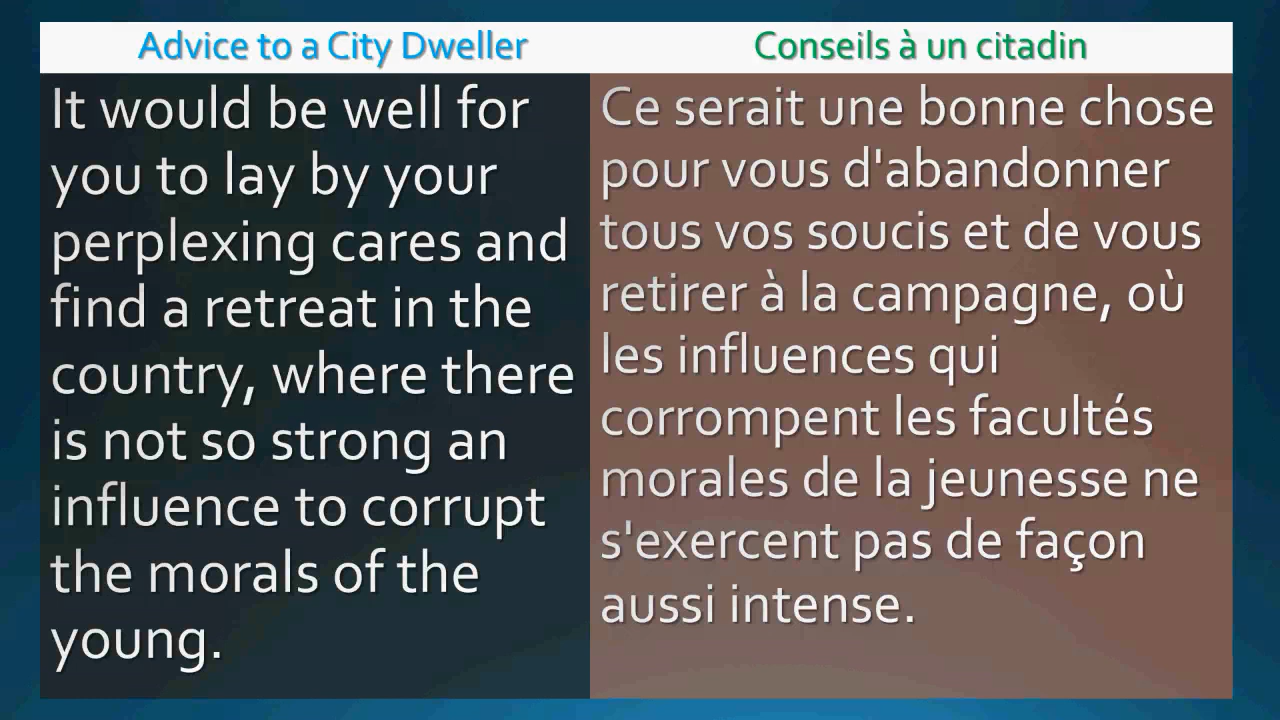 Advice to a City Dweller
Conseils à un citadin
It would be well for
you to lay by your
perplexing cares and
find a retreat in the
country, where there
is not so strong an
influence to corrupt
the morals of the
young.
Ce serait une bonne chose
pour vous d'abandonner
tous vos soucis et de vous
retirer à la campagne, où
les influences qui
corrompent les facultés
morales de la jeunesse ne
s'exercent pas de façon
aussi intense.